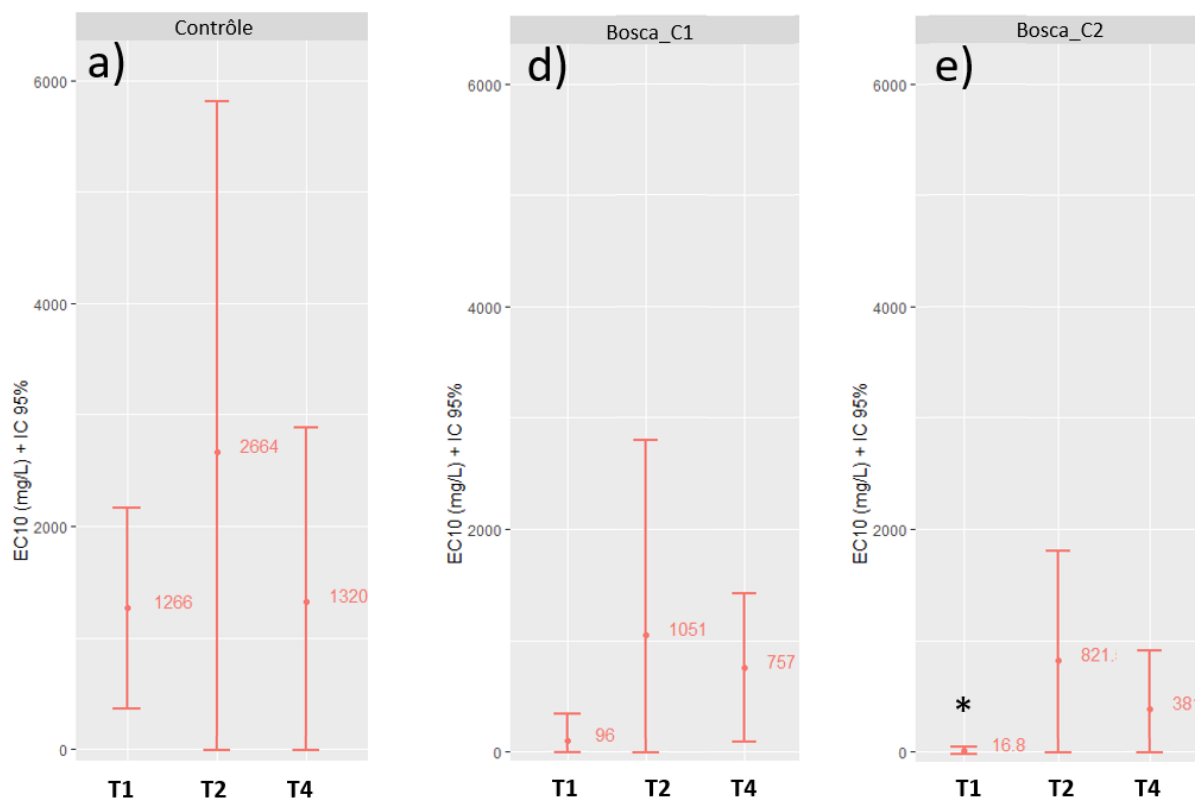 Contrôle
a)
6000
4000
2000
0
EC10 (mg/L) + IC 95%
1266
2664
1320
T1 T2 T4
Bosca_C1
d)
6000
4000
2000
0
EC10 (mg/L) + IC 95%
96
1051
757
T1 T2 T4
Bosca_C2
e)
6000
4000
2000
0
EC10 (mg/L) + IC 95%
*
16.8
821.
381
T1 T2 T4